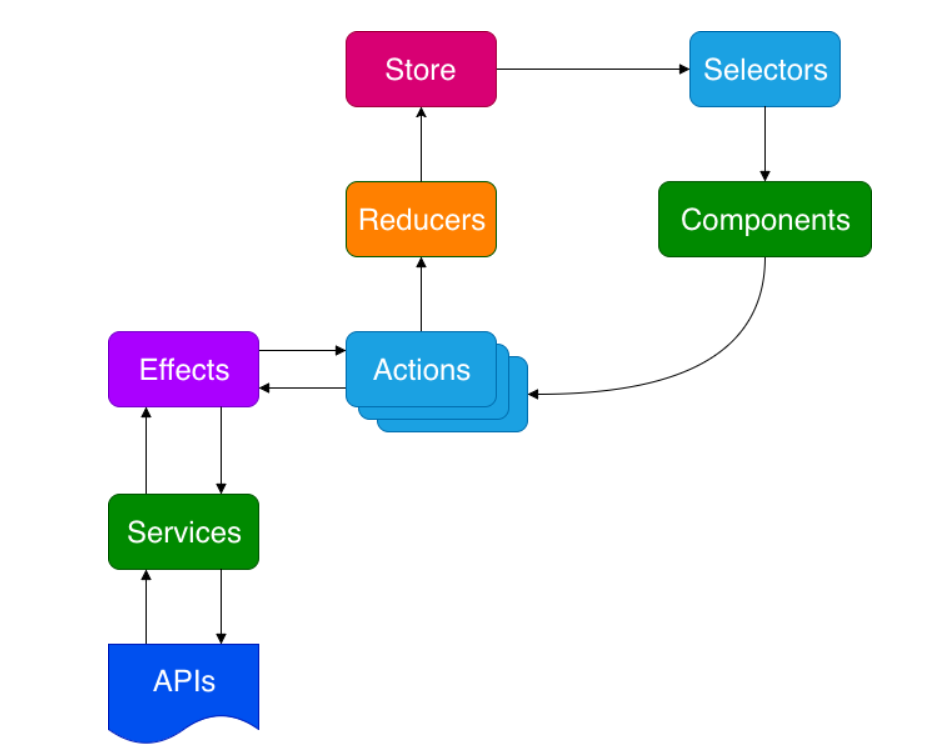 Store
Selectors
Reducers
Components
Effects
Actions
Services
APIs